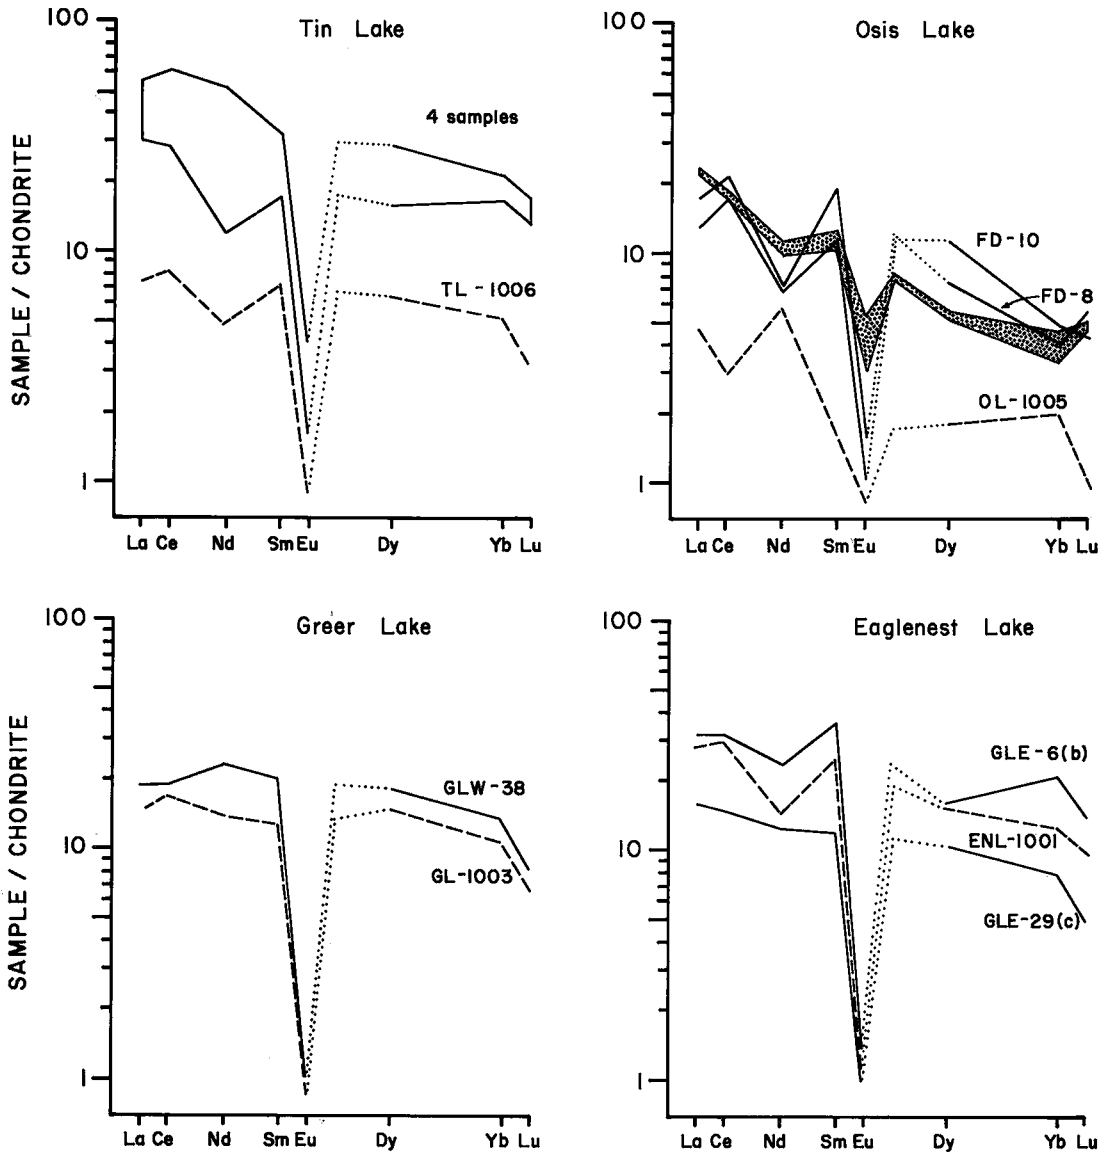 Tin Lake
100
10
1
SAMPLE / CHONDRITE
4 samples
TL-1006
La Ce Nd Sm Eu Dy Yb Lu
Osis Lake
100
10
1
FD-10
FD-8
OL-1005
La Ce Nd Sm Eu Dy Yb Lu
Greer Lake
100
10
1
SAMPLE / CHONDRITE
GLW-38
GL-1003
La Ce Nd Sm Eu Dy Yb Lu
Eaglenest Lake
100
10
1
GLE-6(b)
ENL-1001
GLE-29(c)
La Ce Nd Sm Eu Dy Yb Lu